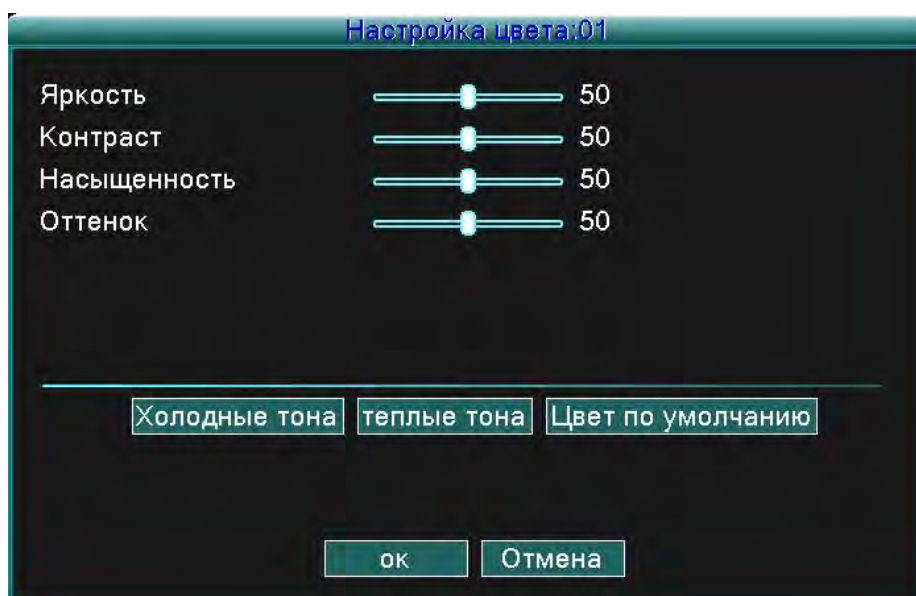 Настройка цвета:01
Яркость 50
Контраст 50
Насыщенность 50
Оттенок 50
Холодные тона теплые тона Цвет по умолчанию
ок Отмена